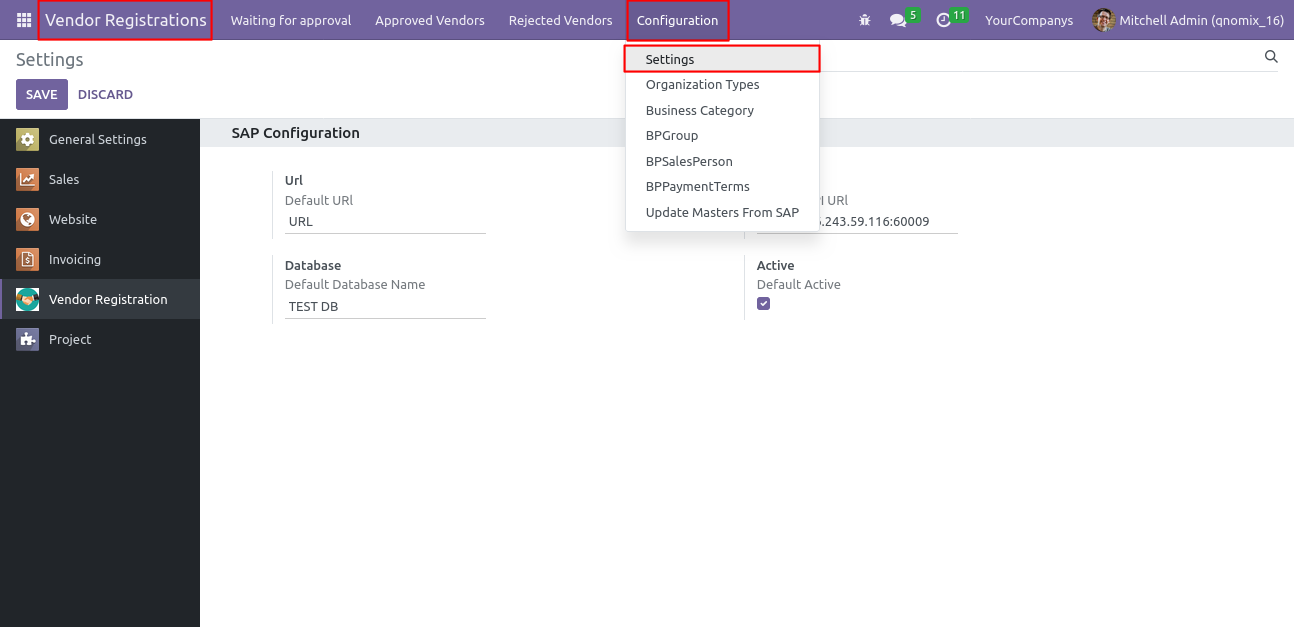 Vendor Registrations Waiting for approval Approved Vendors Rejected Vendors Configuration 5 11 YourCompanys Mitchell Admin (qnomix_16)
Settings
SAVE DISCARD
Settings
Organization Types
Business Category
BPGroup
BPSalesPerson
BPPaymentTerms
Update Masters From SAP
General Settings
Sales
Website
Invoicing
Vendor Registration
Project
SAP Configuration
Url
Default URl
URL
URl
.243.59.116:60009
Database
Default Database Name
TEST DB
Active
Default Active